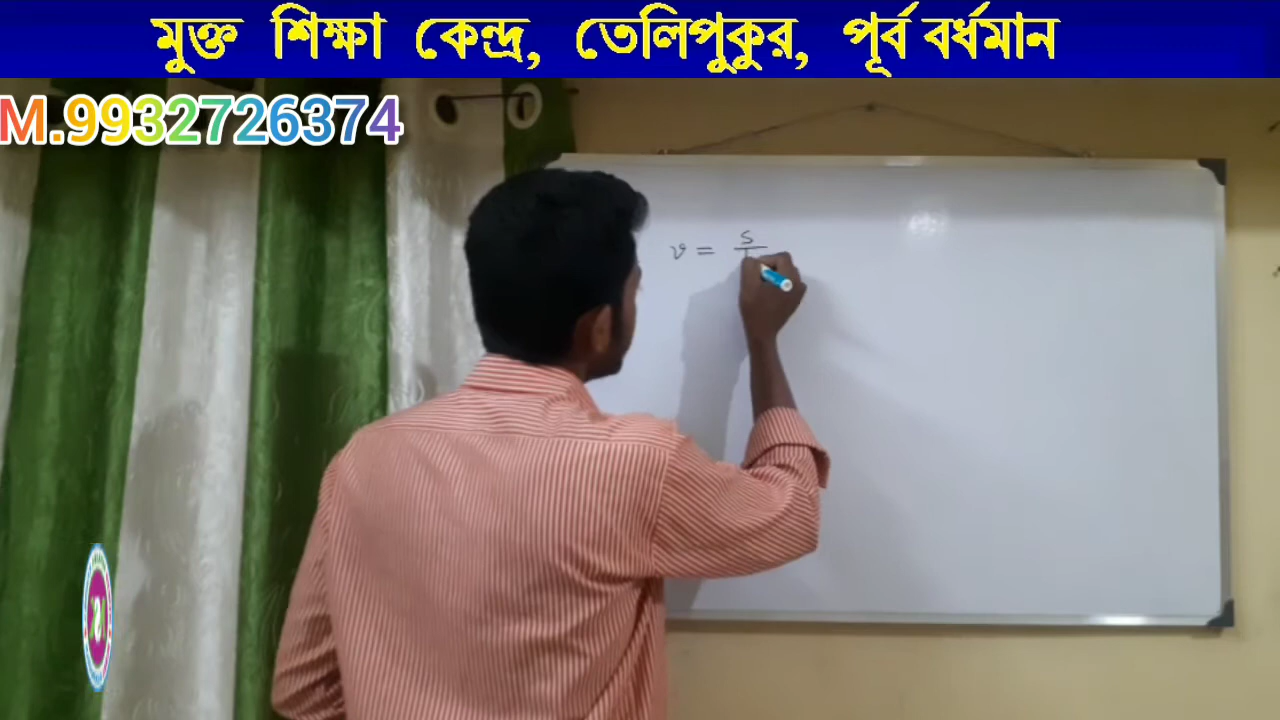 মুক্ত শিক্ষা কেন্দ্র, তেলিপুকুর, পূর্ব বর্ধমান
M.9932726374
v = s